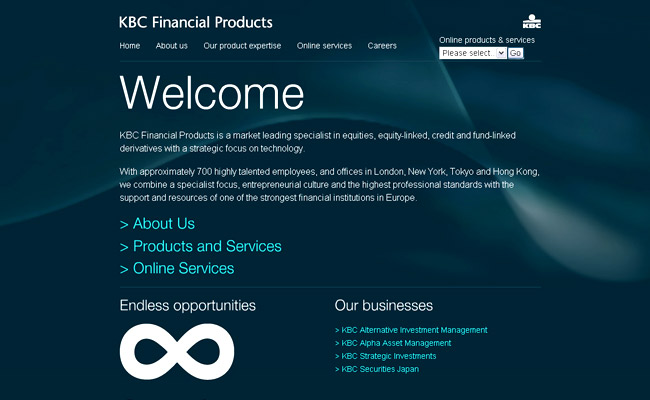 KBC Financial Products
KBC
Online products & services
Home About us Our product expertise Online services Careers
Please select Go
Welcome
KBC Financial Products is a market leading specialist in equities, equity-linked, credit and fund-linked
derivatives with a strategic focus on technology.
With approximately 700 highly talented employees, and offices in London, New York, Tokyo and Hong Kong,
we combine a specialist focus, entrepreneurial culture and the highest professional standards with the
support and resources of one of the strongest financial institutions in Europe.
> About Us
> Products and Services
> Online Services
Endless opportunities
Our businesses
> KBC Alternative Investment Management
> KBC Alpha Asset Management
> KBC Strategic Investments
> KBC Securities Japan